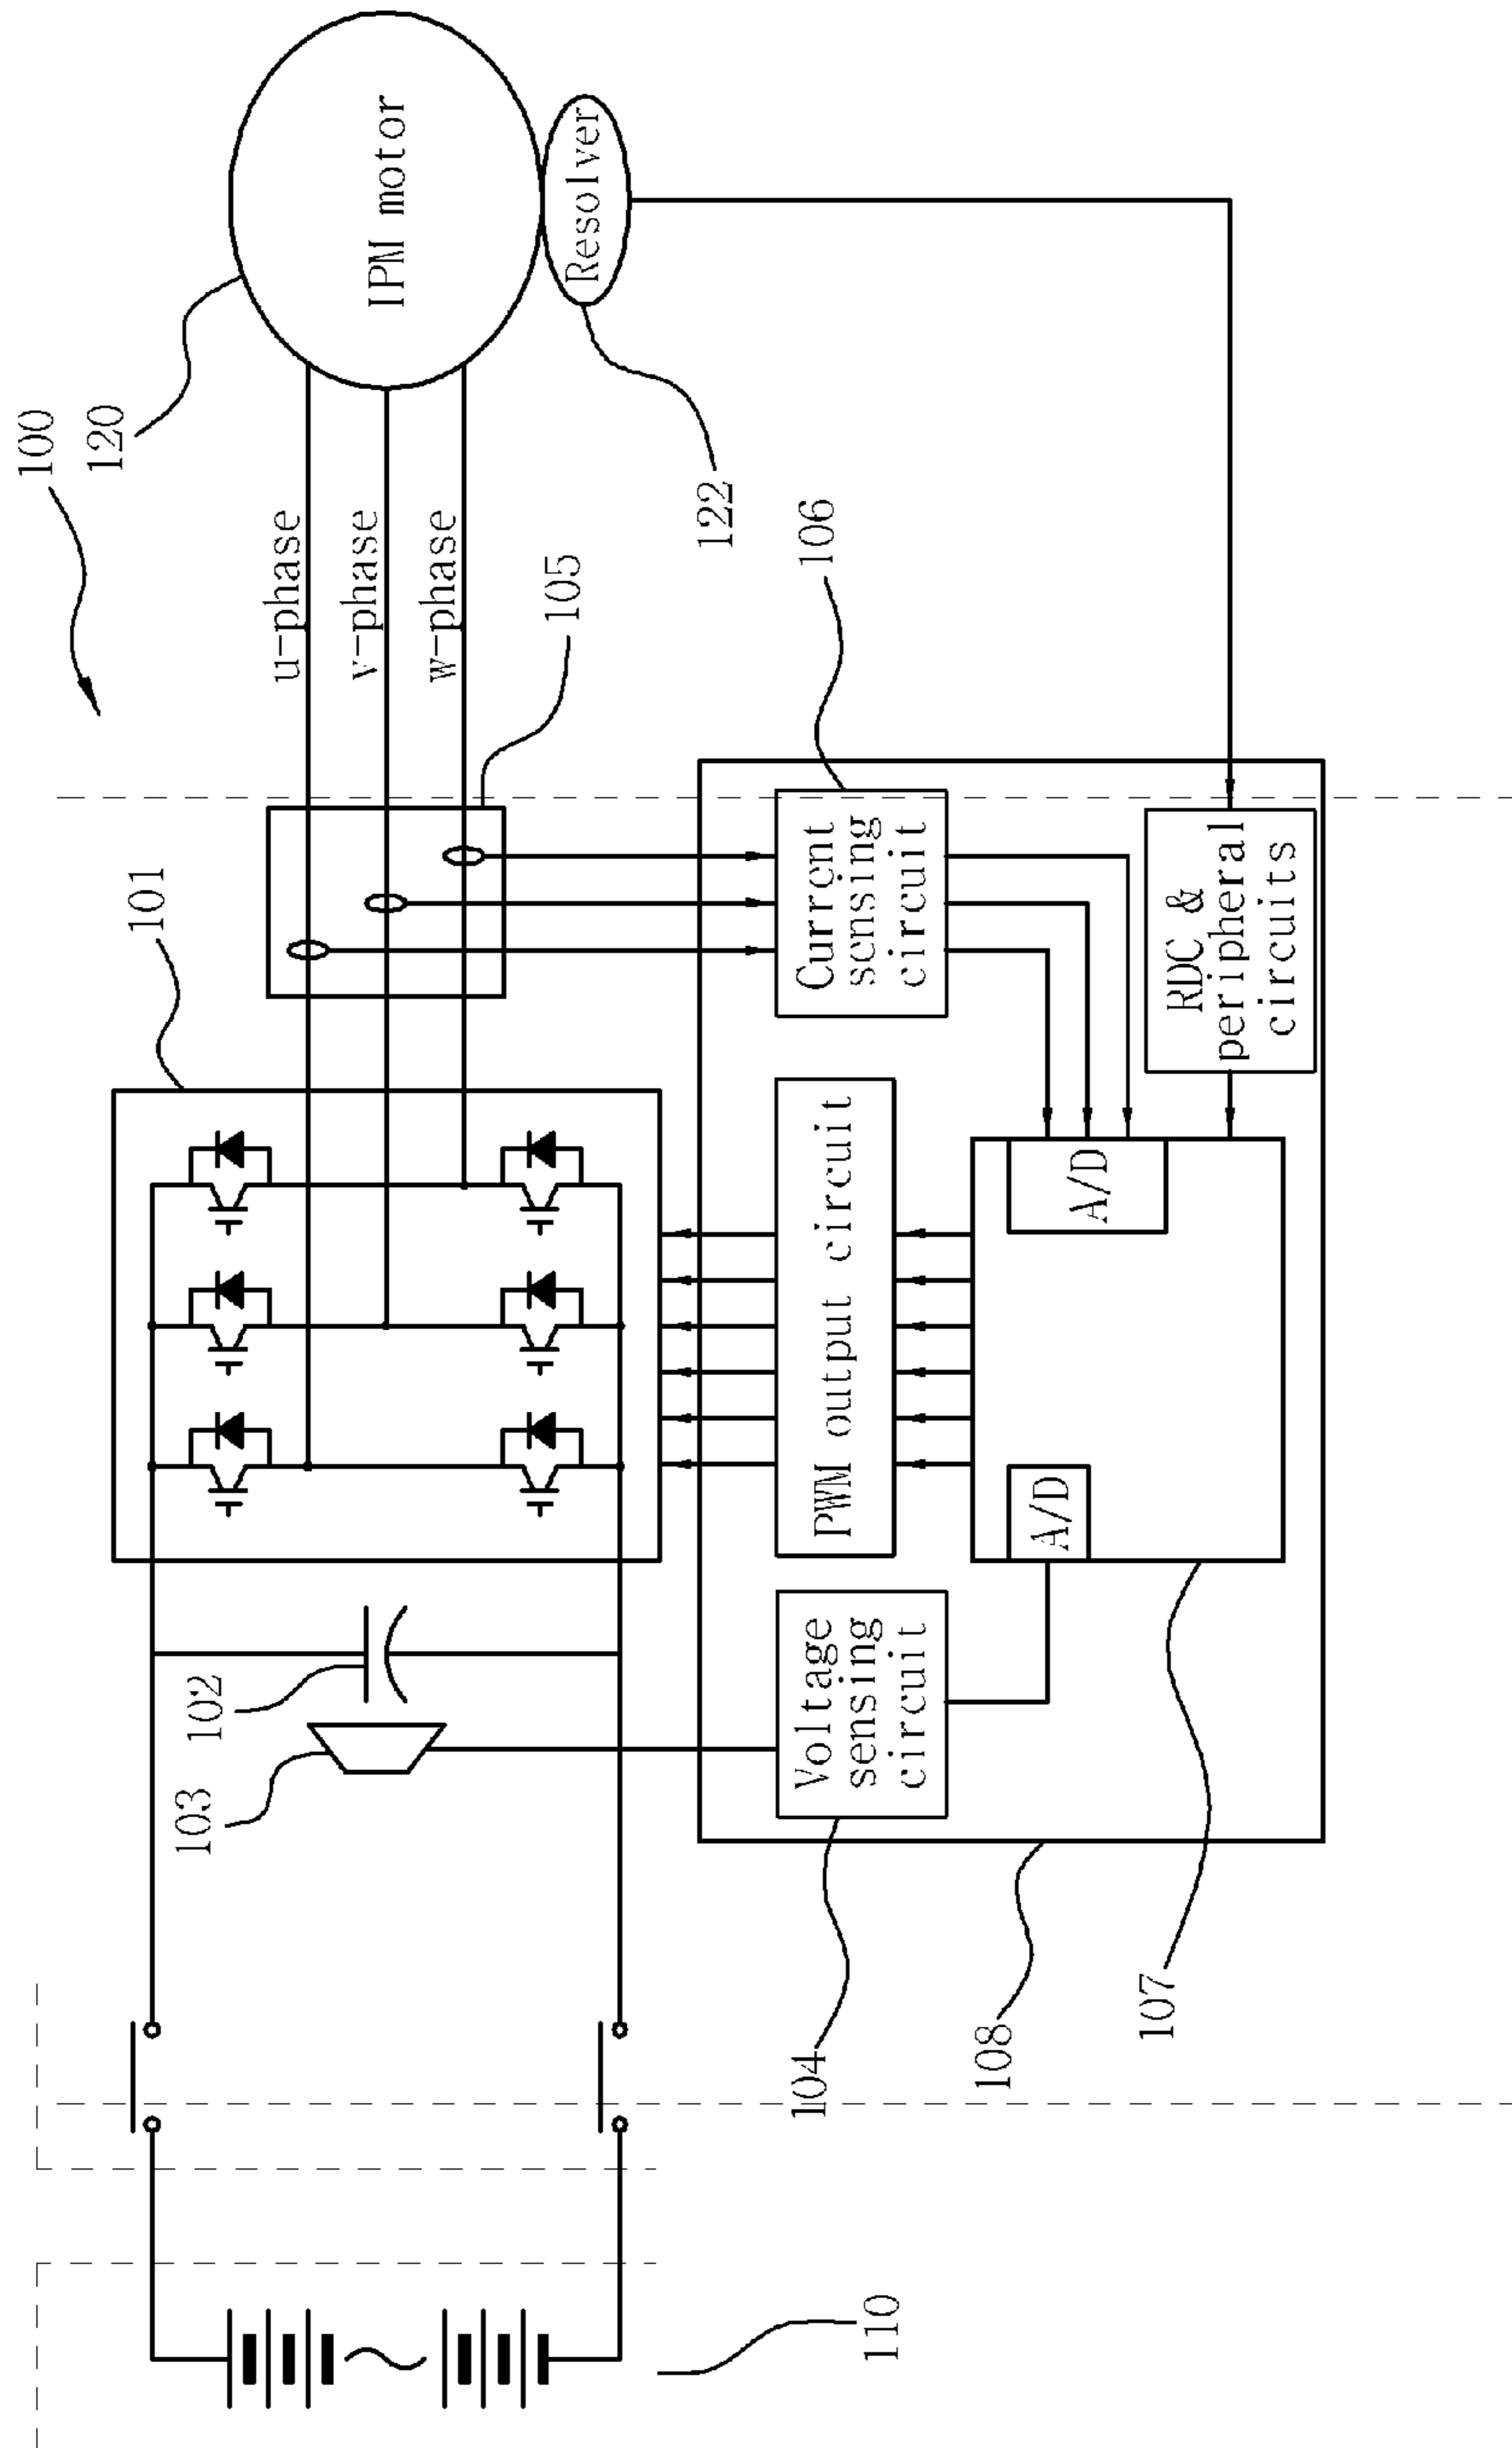 100
120
IPM motor
Resolver
122
u-phase
v-phase
w-phase
105
106
101
Current
sensing
circuit
RDC &
peripheral
circuits
PWM output circuit
A/D
A/D
102
103
Voltage
sensing
circuit
104
108
107
110